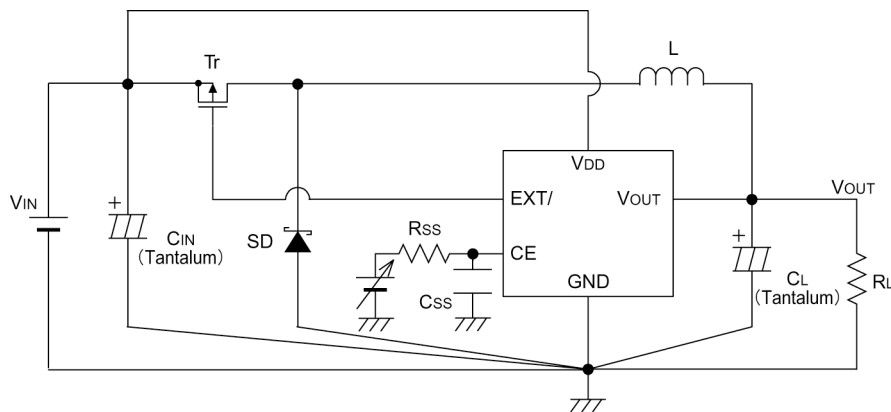 L
Tr
VDD
VIN
EXT/
VOUT
VOUT
+
CIN
(Tantalum)
SD
RSS
CE
+
CSS
GND
CL
(Tantalum)
RL